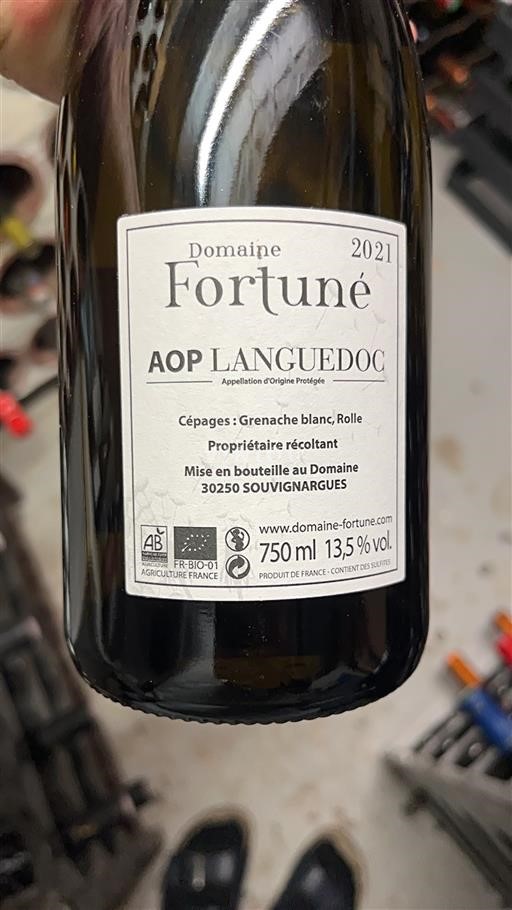 Domaine 2021
Fortuné
AOP LANGUEDOC
Appellation d'Origine Protégée
Cépages : Grenache blanc, Rolle
Propriétaire récoltant
Mise en bouteille au Domaine
30250 SOUVIGNARGUES
www.domaine-fortune.com
AB
FR-BIO-01
AGRICULTURE FRANCE
750 ml 13,5 % vol.
PRODUIT DE FRANCE - CONTIENT DES SULFITES